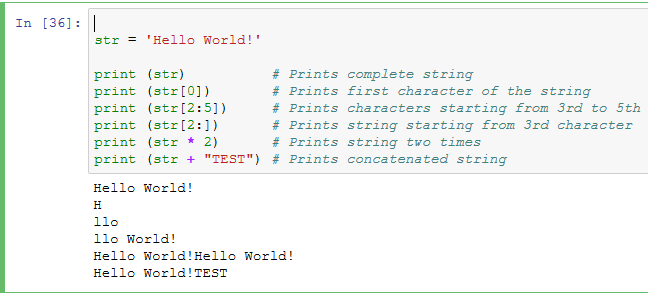 In [36]:
str = 'Hello World!'
print (str)           # Prints complete string
print (str[0])        # Prints first character of the string
print (str[2:5])      # Prints characters starting from 3rd to 5th
print (str[2:])       # Prints string starting from 3rd character
print (str * 2)       # Prints string two times
print (str + "TEST") # Prints concatenated string
Hello World!
H
llo
llo World!
Hello World!Hello World!
Hello World!TEST